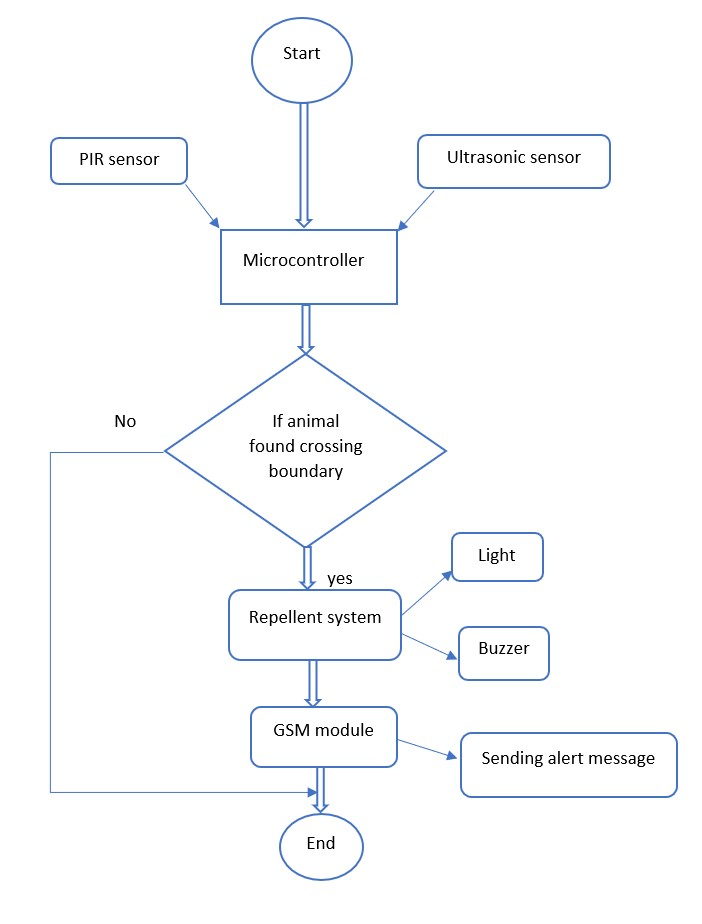 Start
PIR sensor
Ultrasonic sensor
Microcontroller
No
If animal
found crossing
boundary
yes
Light
Repellent system
Buzzer
GSM module
Sending alert message
End